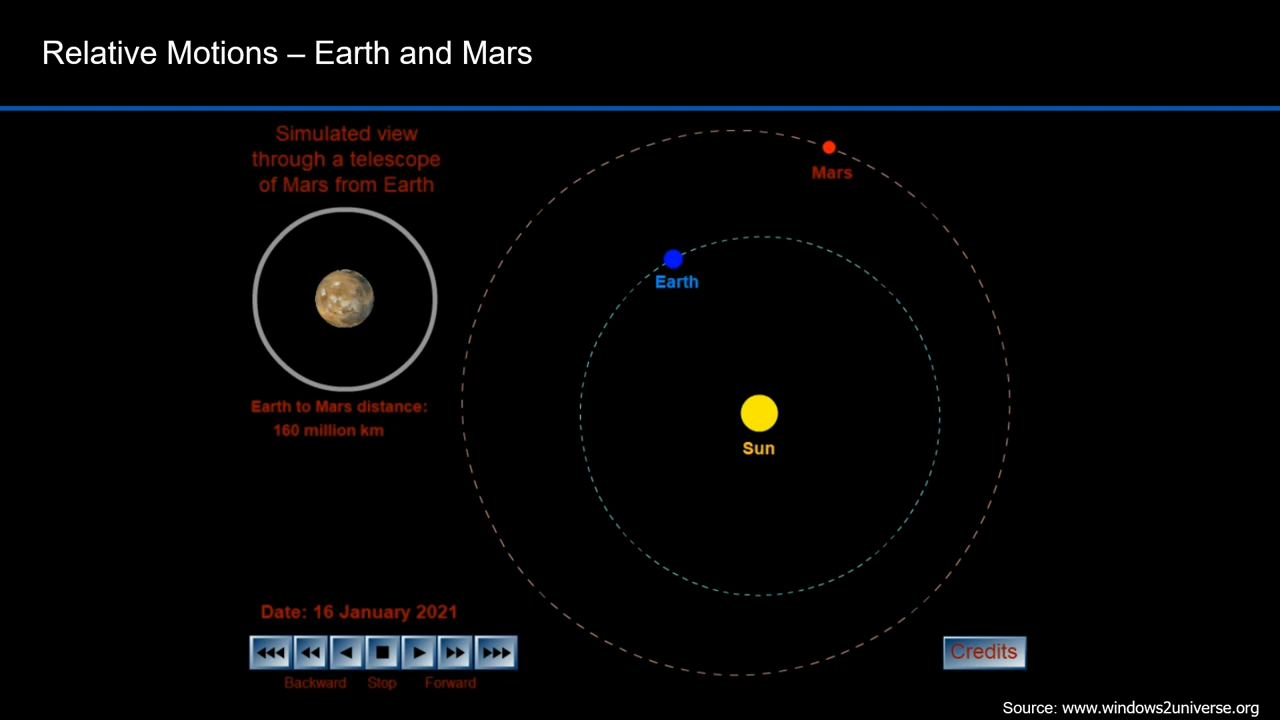 Relative Motions – Earth and Mars
Simulated view
through a telescope
of Mars from Earth
Mars
Earth
Earth to Mars distance:
160 million km
Sun
Date: 16 January 2021
Backward Stop Forward
Credits
Source: www.windows2universe.org